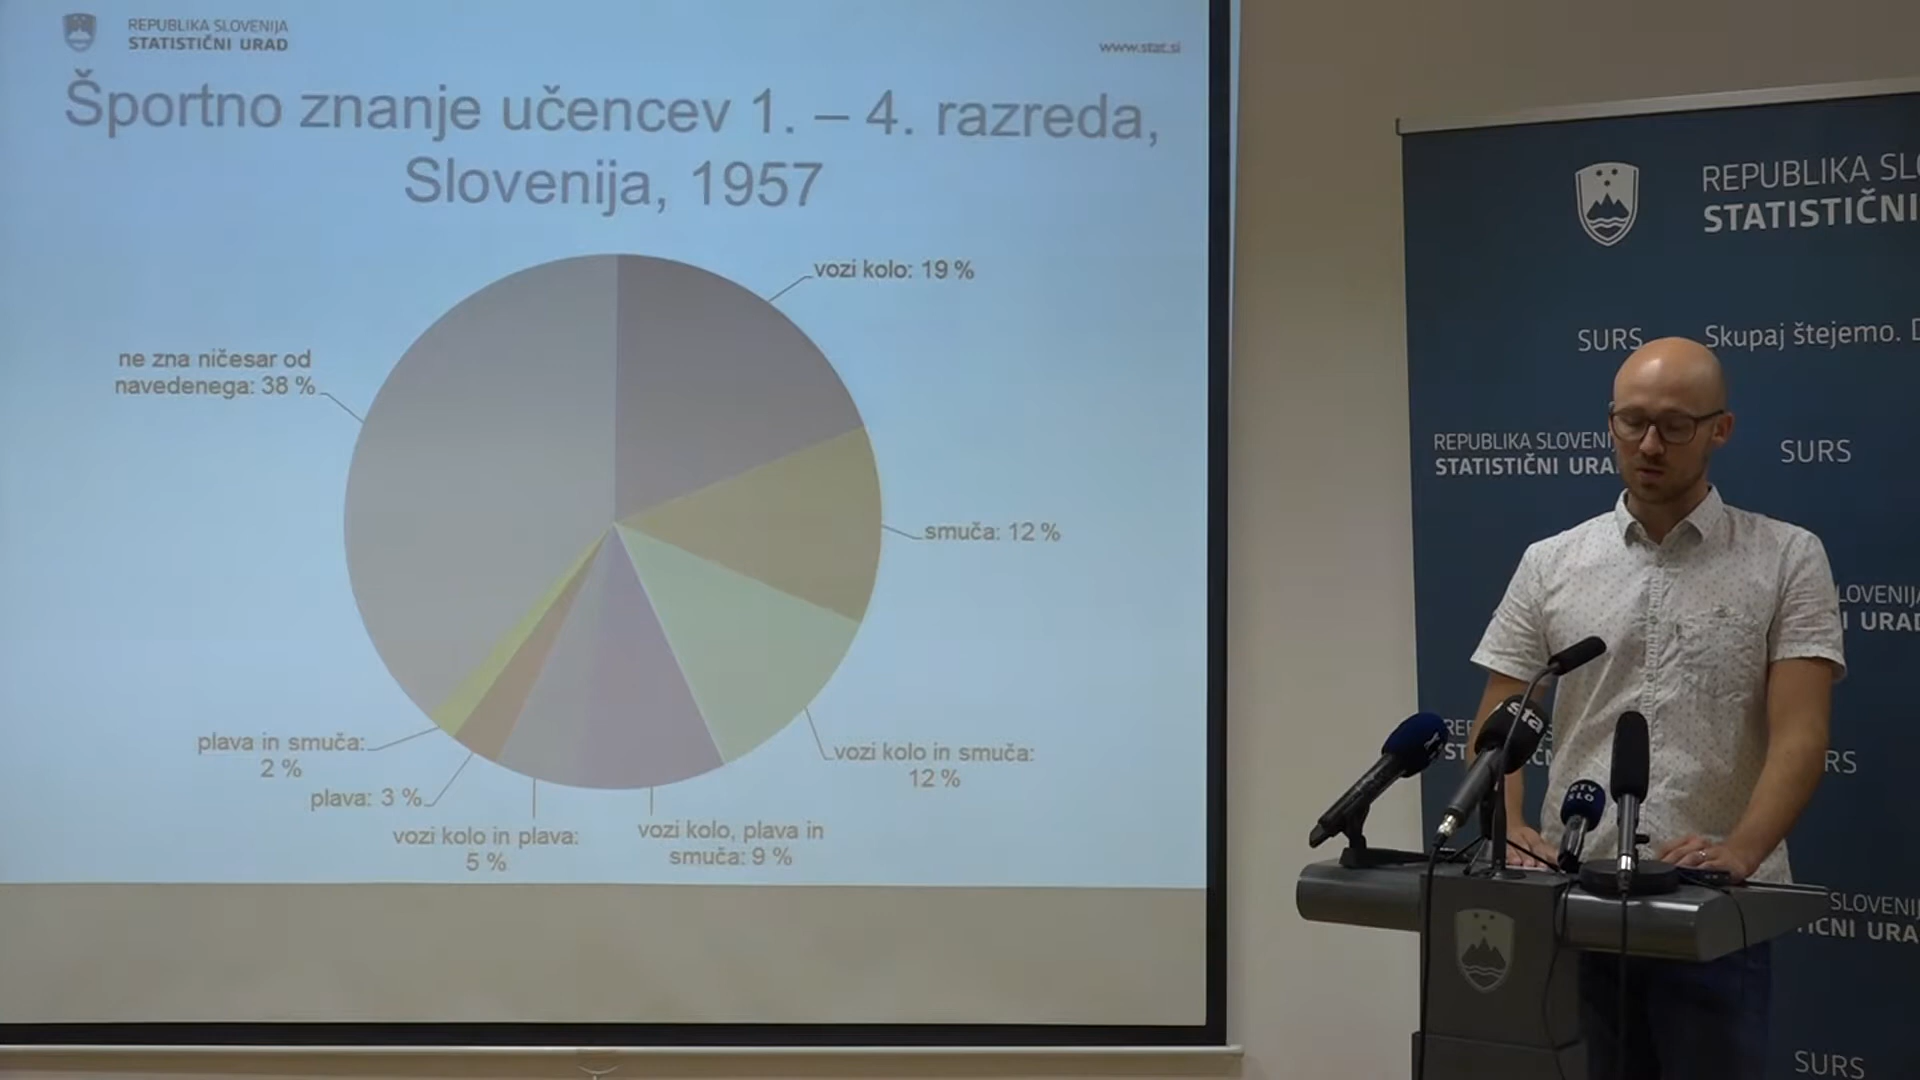 REPUBLIKA SLOVENIJA
STATISTIČNI URAD
www.stat.si
Športno znanje učencev 1. – 4. razreda,
Slovenija, 1957
vozi kolo: 19 %
ne zna ničesar od
navedenega: 38 %
smuča: 12 %
plava in smuča:
2 %
vozi kolo in smuča:
12 %
plava: 3 %
vozi kolo in plava:
5 %
vozi kolo, plava in
smuča: 9 %
REPUBLIKA
STATISTIČNI
SURS
Skupaj štejemo.
REPUBLIKA
STATISTIČNI
SURS
sta
RTV
SLO
SURS